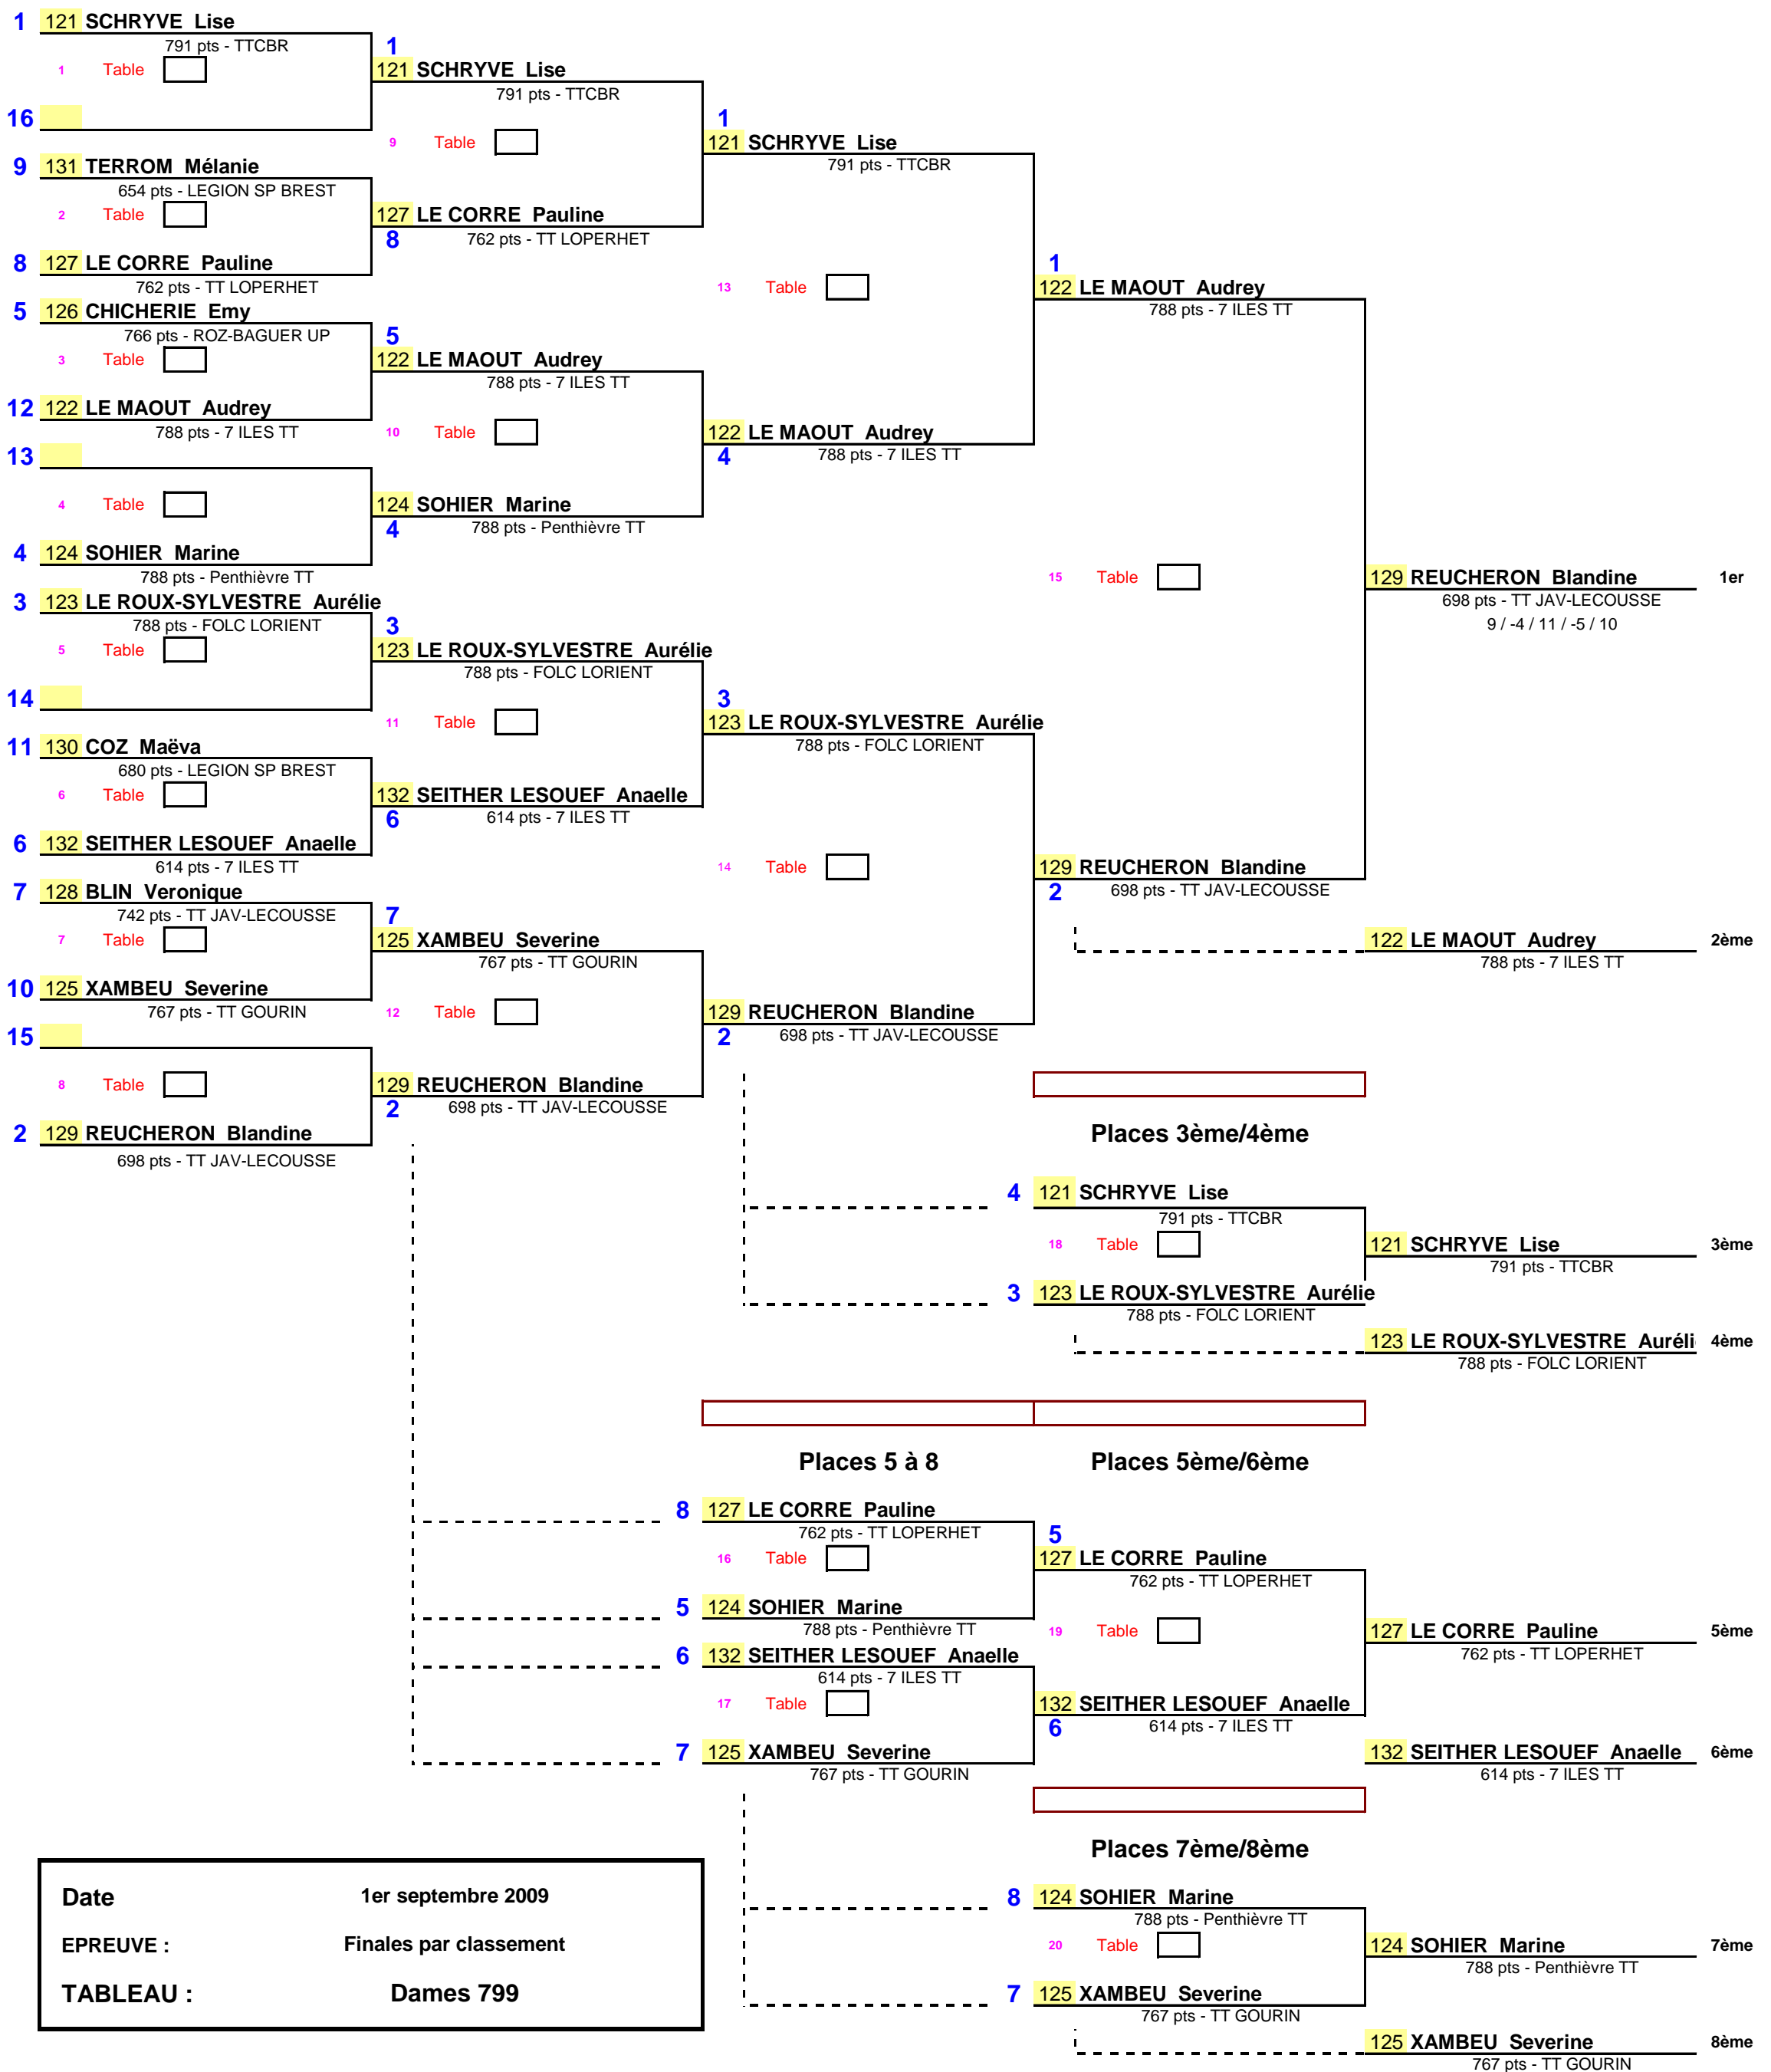 1 121 SCHRYVE Lise
791 pts - TTCBR
1 Table
16
9 131 TERROM Mélanie
654 pts - LEGION SP BREST
2 Table
8 127 LE CORRE Pauline
762 pts - TT LOPERHET
5 126 CHICHERIE Emy
766 pts - ROZ-BAGUER UP
3 Table
12 122 LE MAOUT Audrey
788 pts - 7 ILES TT
13
4 Table
4 124 SOHIER Marine
788 pts - Penthièvre TT
3 123 LE ROUX-SYLVESTRE Aurélie
788 pts - FOLC LORIENT
5 Table
14
11 130 COZ Maëva
680 pts - LEGION SP BREST
6 Table
6 132 SEITHER LESOUEF Anaelle
614 pts - 7 ILES TT
7 128 BLIN Veronique
742 pts - TT JAV-LECOUSSE
7 Table
10 125 XAMBEU Severine
767 pts - TT GOURIN
15
8 Table
2 129 REUCHERON Blandine
698 pts - TT JAV-LECOUSSE
1
121 SCHRYVE Lise
791 pts - TTCBR
9 Table
127 LE CORRE Pauline
8 762 pts - TT LOPERHET
5
122 LE MAOUT Audrey
788 pts - 7 ILES TT
10 Table
124 SOHIER Marine
4 788 pts - Penthièvre TT
3
123 LE ROUX-SYLVESTRE Aurélie
788 pts - FOLC LORIENT
11 Table
132 SEITHER LESOUEF Anaelle
6 614 pts - 7 ILES TT
7
125 XAMBEU Severine
767 pts - TT GOURIN
12 Table
129 REUCHERON Blandine
2 698 pts - TT JAV-LECOUSSE
1
121 SCHRYVE Lise
791 pts - TTCBR
13 Table
122 LE MAOUT Audrey
4 788 pts - 7 ILES TT
3
123 LE ROUX-SYLVESTRE Aurélie
788 pts - FOLC LORIENT
14 Table
129 REUCHERON Blandine
2 698 pts - TT JAV-LECOUSSE
1
122 LE MAOUT Audrey
788 pts - 7 ILES TT
15 Table
129 REUCHERON Blandine
2 698 pts - TT JAV-LECOUSSE
129 REUCHERON Blandine 1er
698 pts - TT JAV-LECOUSSE
9 / -4 / 11 / -5 / 10
122 LE MAOUT Audrey 2ème
788 pts - 7 ILES TT
Places 3ème/4ème
4 121 SCHRYVE Lise
791 pts - TTCBR
18 Table
3 123 LE ROUX-SYLVESTRE Aurélie
788 pts - FOLC LORIENT
121 SCHRYVE Lise 3ème
791 pts - TTCBR
123 LE ROUX-SYLVESTRE Auréli 4ème
788 pts - FOLC LORIENT
Places 5 à 8
Places 5ème/6ème
8 127 LE CORRE Pauline
762 pts - TT LOPERHET
16 Table
5 124 SOHIER Marine
788 pts - Penthièvre TT
6 132 SEITHER LESOUEF Anaelle
614 pts - 7 ILES TT
17 Table
7 125 XAMBEU Severine
767 pts - TT GOURIN
5
127 LE CORRE Pauline
762 pts - TT LOPERHET
19 Table
132 SEITHER LESOUEF Anaelle
6 614 pts - 7 ILES TT
127 LE CORRE Pauline 5ème
762 pts - TT LOPERHET
132 SEITHER LESOUEF Anaelle 6ème
614 pts - 7 ILES TT
Places 7ème/8ème
8 124 SOHIER Marine
788 pts - Penthièvre TT
20 Table
7 125 XAMBEU Severine
767 pts - TT GOURIN
124 SOHIER Marine 7ème
788 pts - Penthièvre TT
125 XAMBEU Severine 8ème
767 pts - TT GOURIN
Date 1er septembre 2009
EPREUVE : Finales par classement
TABLEAU : Dames 799